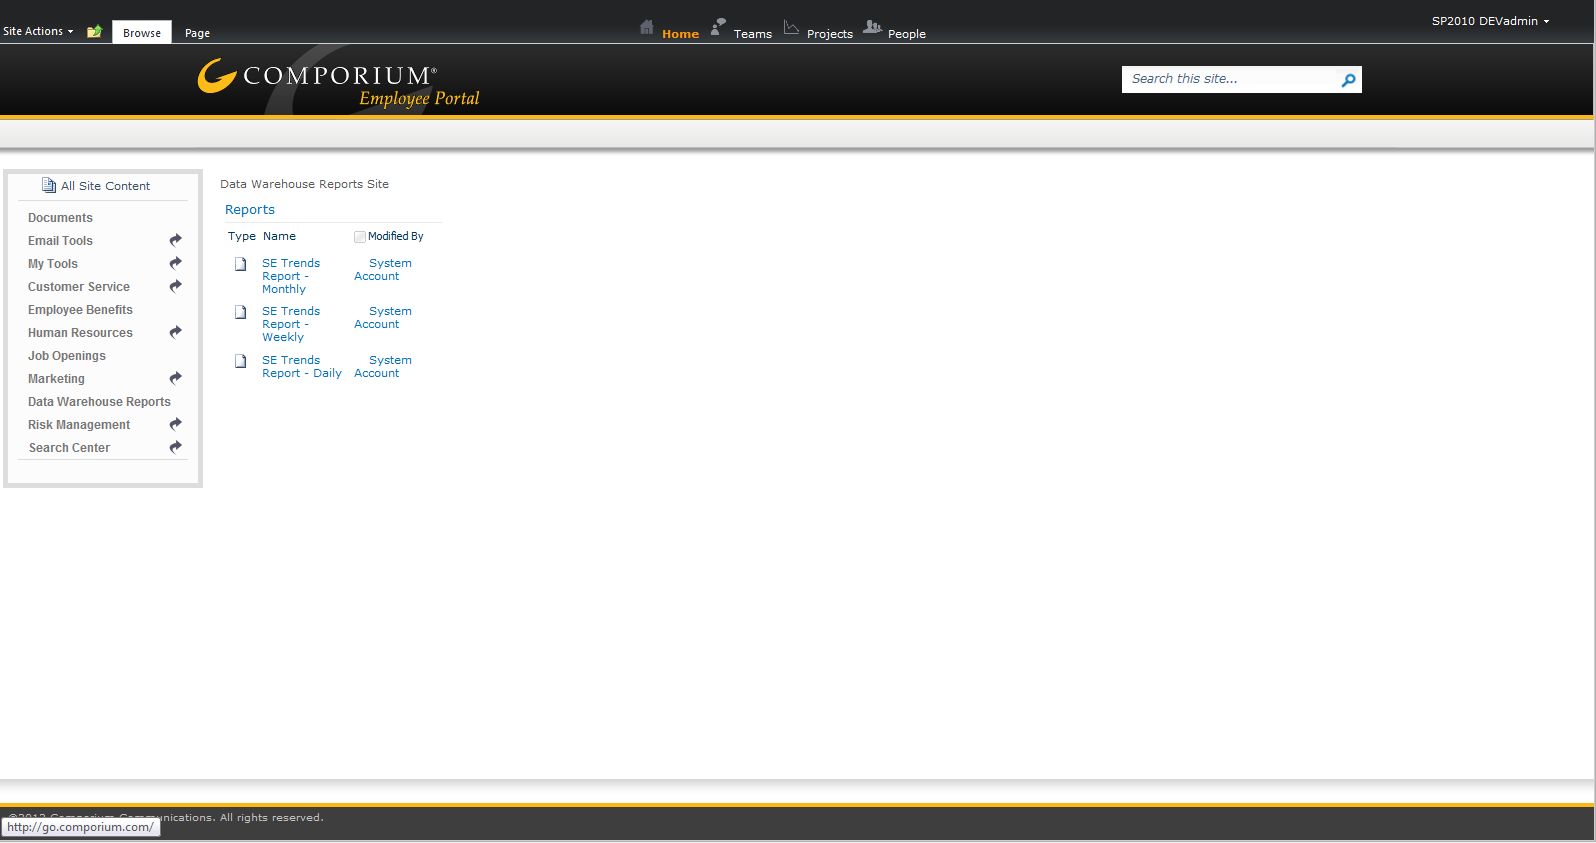 Site Actions
Browse
Page
Home
Teams
Projects
People
SP2010 DEVadmin
COMPORIUM®
Employee Portal
Search this site...
All Site Content
Documents
Email Tools
My Tools
Customer Service
Employee Benefits
Human Resources
Job Openings
Marketing
Data Warehouse Reports
Risk Management
Search Center
Data Warehouse Reports Site
Reports
Type Name Modified By
SE Trends
Report -
Monthly
System
Account
SE Trends
Report -
Weekly
System
Account
SE Trends
Report - Daily
System
Account
©2012 Comporium Communications. All rights reserved.
http://go.comporium.com/